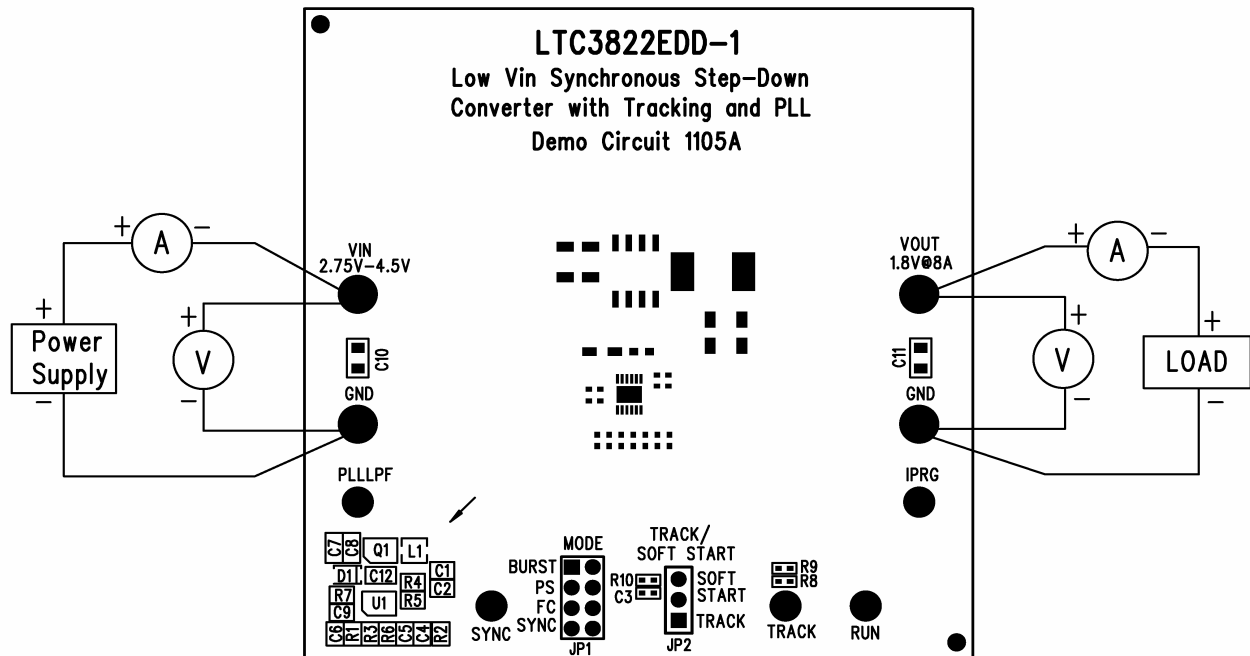 LTC3822EDD-1
Low Vin Synchronous Step-Down
Converter with Tracking and PLL
Demo Circuit 1105A
+
A
-
VIN
2.75V-4.5V
+
Power
Supply
-
+
V
-
C10
GND
PLLLPF
VOUT
1.8V@8A
+
A
-
+
V
-
+
LOAD
-
C11
GND
IPRG
C7
C8
Q1
L1
D1
C12
C1
C2
R4
R5
R7
C9
U1
C6
R1
R3
R6
C5
C4
R2
SYNC
MODE
BURST
PS
FC
SYNC
JP1
TRACK/
SOFT START
R10
C3
SOFT
START
TRACK
JP2
R9
R8
TRACK
RUN